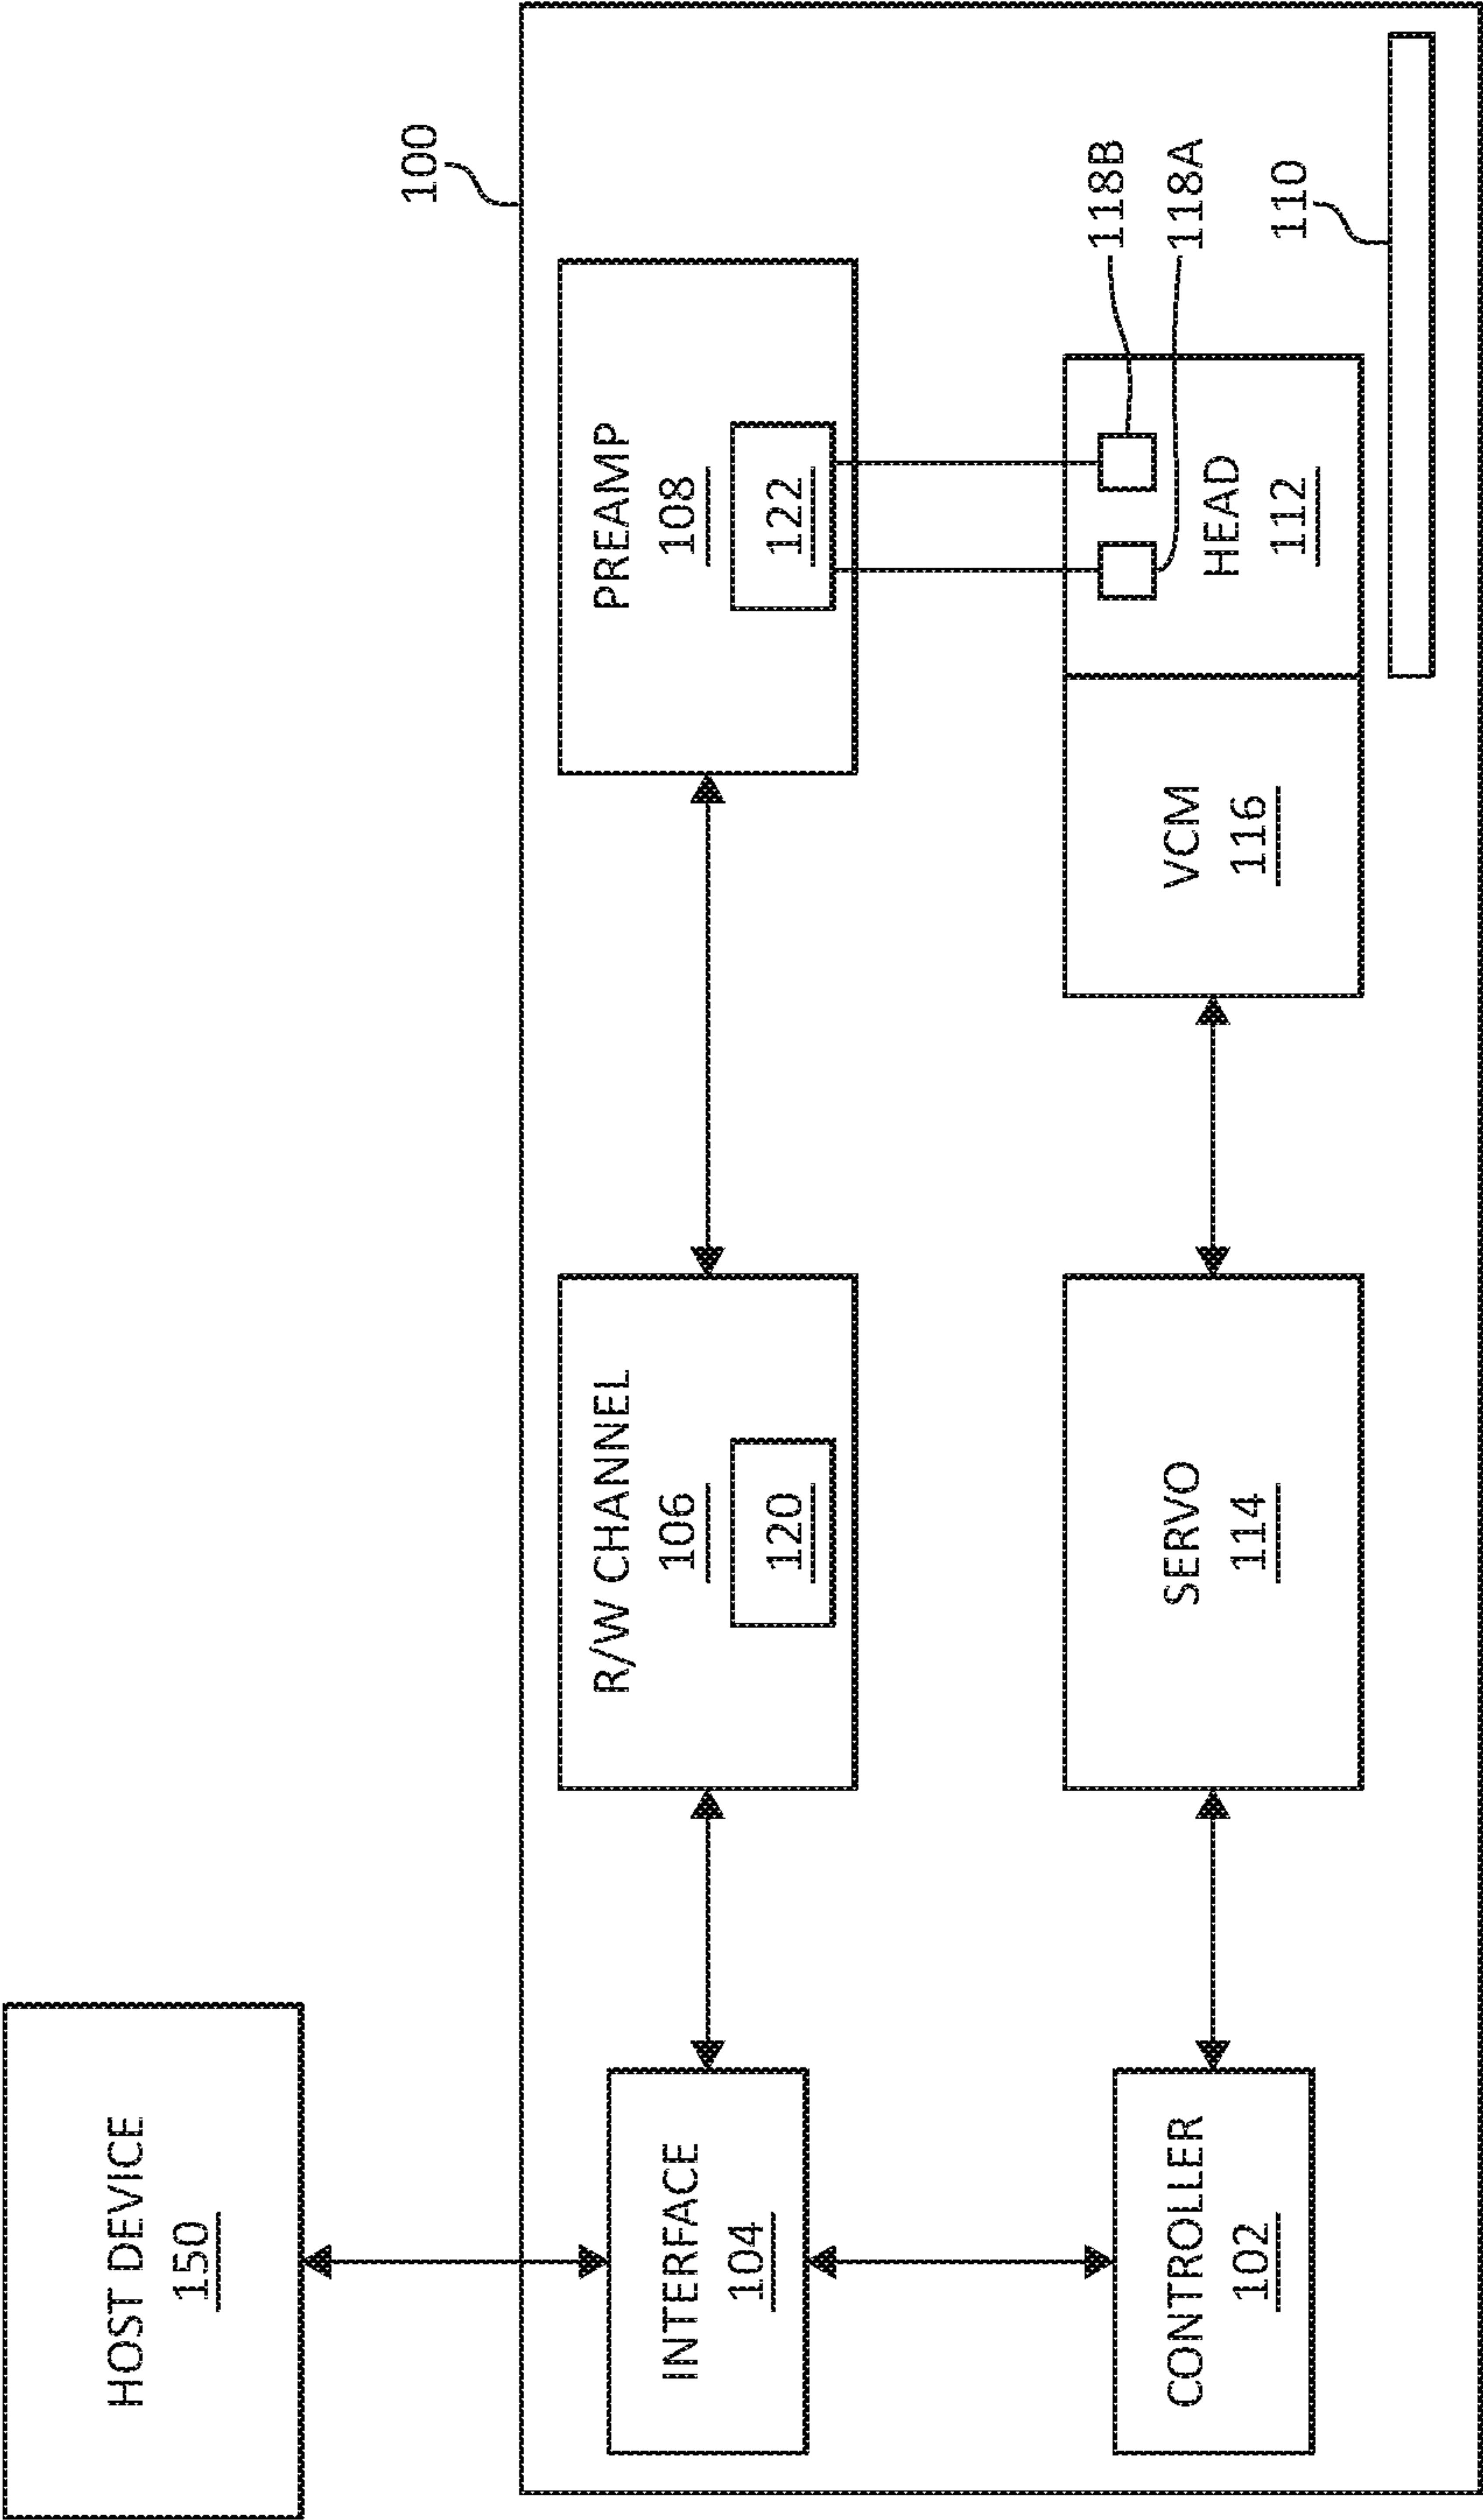 HOST DEVICE
150
100
INTERFACE
104
R/W CHANNEL
106
120
PREAMP
108
122
CONTROLLER
102
SERVO
114
VCM
116
HEAD
112
118B
118A
110